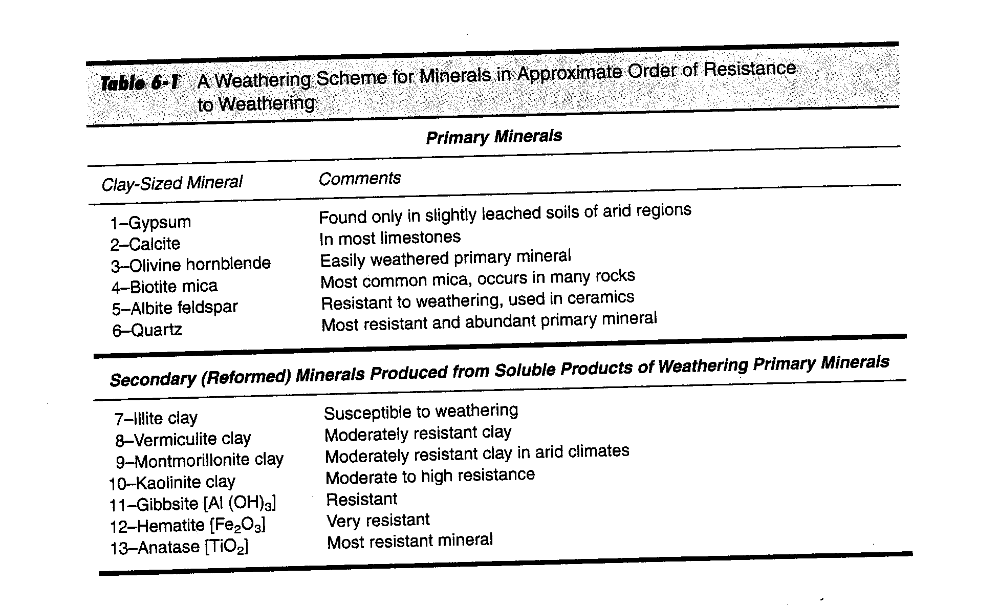 Table 6-1 A Weathering Scheme for Minerals in Approximate Order of Resistance
to Weathering
Primary Minerals
Clay-Sized Mineral Comments
1–Gypsum Found only in slightly leached soils of arid regions
2–Calcite In most limestones
3–Olivine hornblende Easily weathered primary mineral
4–Biotite mica Most common mica, occurs in many rocks
5–Albite feldspar Resistant to weathering, used in ceramics
6–Quartz Most resistant and abundant primary mineral
Secondary (Reformed) Minerals Produced from Soluble Products of Weathering Primary Minerals
7–Illite clay Susceptible to weathering
8–Vermiculite clay Moderately resistant clay
9–Montmorillonite clay Moderately resistant clay in arid climates
10–Kaolinite clay Moderate to high resistance
11–Gibbsite [Al (OH)₃] Resistant
12–Hematite [Fe₂O₃] Very resistant
13–Anatase [TiO₂] Most resistant mineral